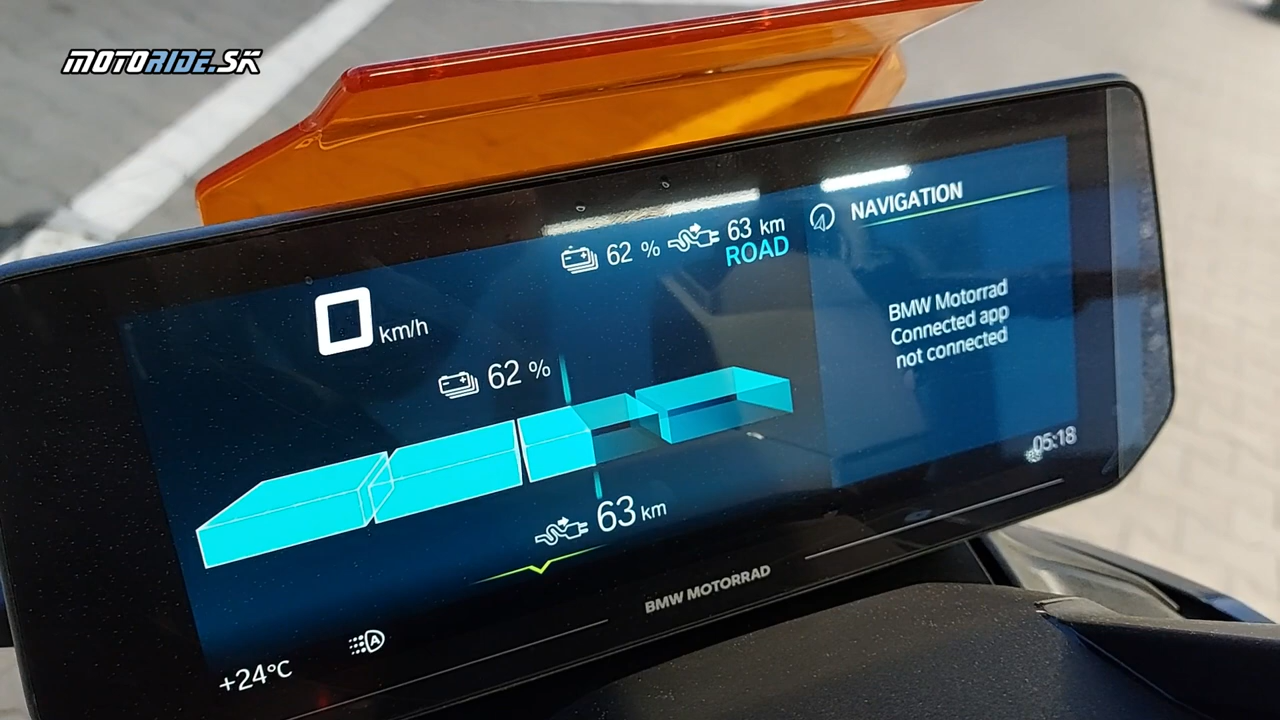 MOTORIDE.SK
62 % 63 km
ROAD
NAVIGATION
0 km/h
BMW Motorrad
Connected app
not connected
62 %
05:18
63 km
BMW MOTORRAD
A
+24°C